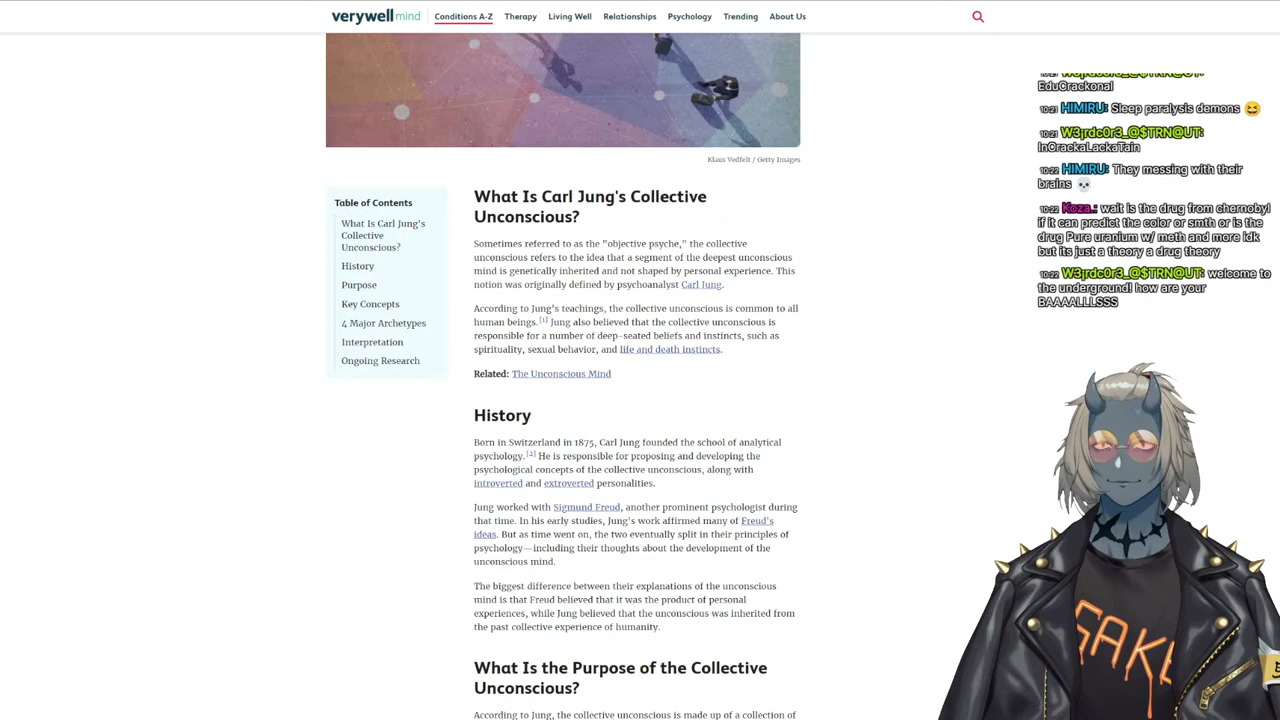 verywell mind
Conditions A-Z Therapy Living Well Relationships Psychology Trending About Us
Klaus Vedfelt / Getty Images
Table of Contents
What Is Carl Jung's
Collective
Unconscious?
History
Purpose
Key Concepts
4 Major Archetypes
Interpretation
Ongoing Research
What Is Carl Jung's Collective
Unconscious?
Sometimes referred to as the "objective psyche," the collective
unconscious refers to the idea that a segment of the deepest unconscious
mind is genetically inherited and not shaped by personal experience. This
notion was originally defined by psychoanalyst Carl Jung.
According to Jung's teachings, the collective unconscious is common to all
human beings.[1] Jung also believed that the collective unconscious is
responsible for a number of deep-seated beliefs and instincts, such as
spirituality, sexual behavior, and life and death instincts.
Related: The Unconscious Mind
History
Born in Switzerland in 1875, Carl Jung founded the school of analytical
psychology.[2] He is responsible for proposing and developing the
psychological concepts of the collective unconscious, along with
introverted and extroverted personalities.
Jung worked with Sigmund Freud, another prominent psychologist during
that time. In his early studies, Jung's work affirmed many of Freud's
ideas. But as time went on, the two eventually split in their principles of
psychology—including their thoughts about the development of the
unconscious mind.
The biggest difference between their explanations of the unconscious
mind is that Freud believed that it was the product of personal
experiences, while Jung believed that the unconscious was inherited from
the past collective experience of humanity.
What Is the Purpose of the Collective
Unconscious?
According to Jung, the collective unconscious is made up of a collection of
EduCrackonal
10:21 HIMIRU: Sleep paralysis demons 😆
10:21 W3jrdc0r3_@$TRN@UT:
InCrackaLackaTain
10:22 HIMIRU: They messing with their
brains 💀
10:22 Koza.: wait is the drug from chernobyl
if it can predict the color or smth or is the
drug Pure uranium w/ meth and more idk
but its just a theory a drug theory
10:22 W3jrdc0r3_@$TRN@UT: welcome to
the underground! how are your
BAAAALLLSSS
SAKE